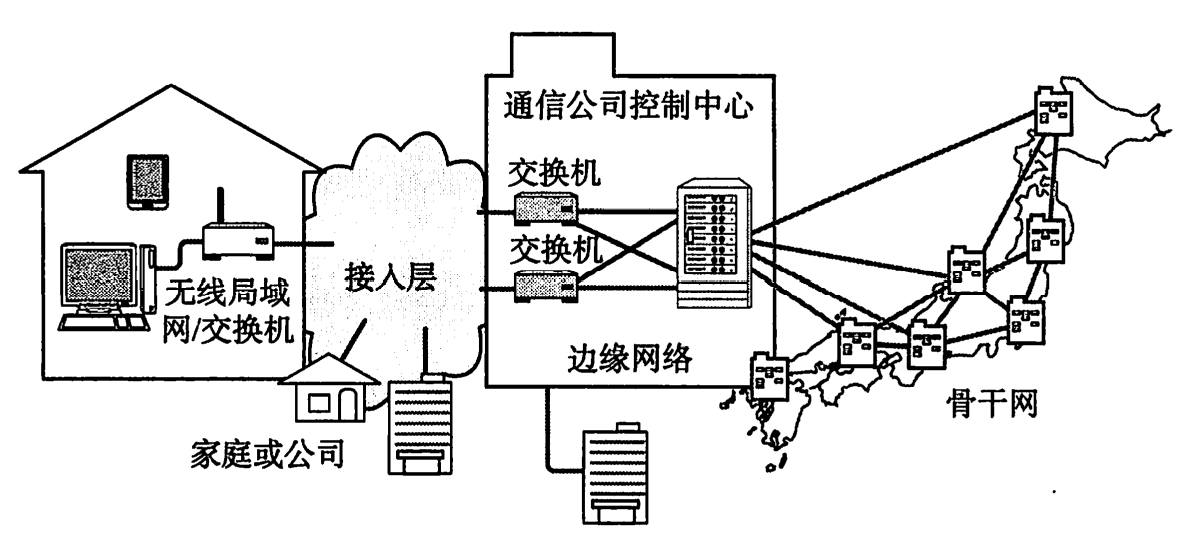 通信公司控制中心
交换机
交换机
无线局域
网/交换机
接入层
边缘网络
骨干网
家庭或公司